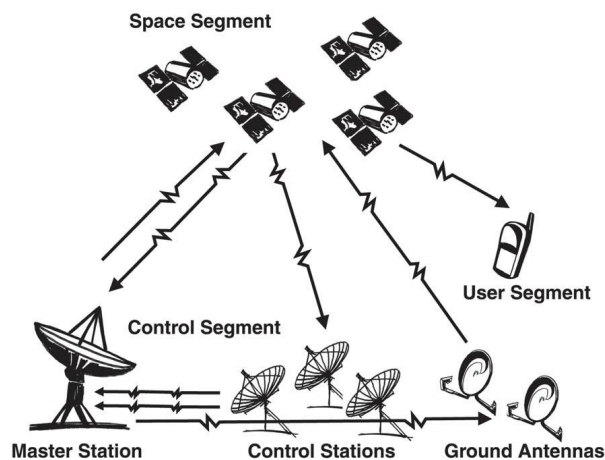 Space Segment
User Segment
Control Segment
Master Station
Control Stations
Ground Antennas